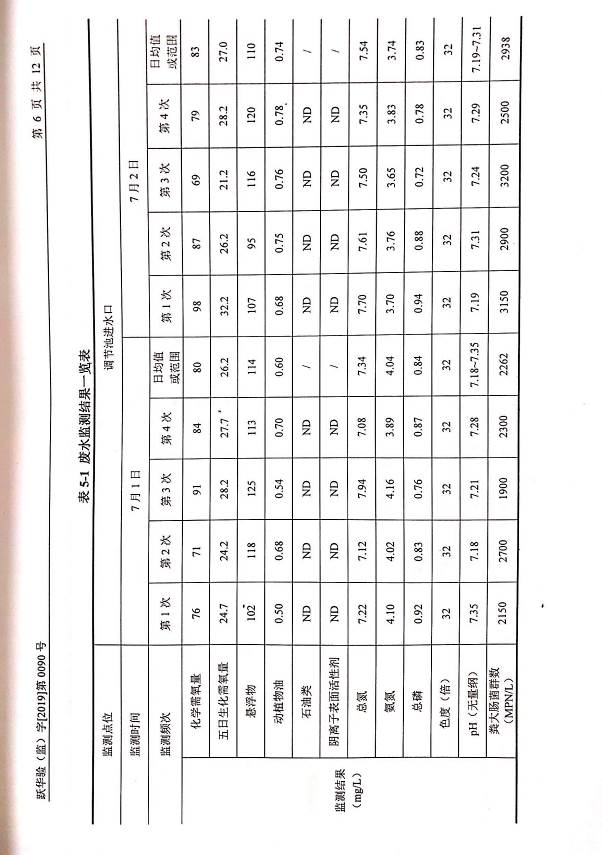 跃华验（监）字[2019]第 0090 号 第 6 页 共 12 页
表 5-1 废水监测结果一览表
监测点位 调节池进水口
监测时间 7 月 1 日 7 月 2 日
监测频次 第 1 次 第 2 次 第 3 次 第 4 次 日均值或范围 第 1 次 第 2 次 第 3 次 第 4 次 日均值或范围
监测结果（mg/L）
化学需氧量 76 71 91 84 80 98 87 69 79 83
五日生化需氧量 24.7 24.2 28.2 27.7 26.2 32.2 26.2 21.2 28.2 27.0
悬浮物 102 118 125 113 114 107 95 116 120 110
动植物油 0.50 0.68 0.54 0.70 0.60 0.68 0.75 0.76 0.78 0.74
石油类 ND ND ND ND / ND ND ND ND /
阴离子表面活性剂 ND ND ND ND / ND ND ND ND /
总氮 7.22 7.12 7.94 7.08 7.34 7.70 7.61 7.50 7.35 7.54
氨氮 4.10 4.02 4.16 3.89 4.04 3.70 3.76 3.65 3.83 3.74
总磷 0.92 0.83 0.76 0.87 0.84 0.94 0.88 0.72 0.78 0.83
色度（倍） 32 32 32 32 32 32 32 32 32 32
pH（无量纲） 7.35 7.18 7.21 7.28 7.18~7.35 7.19 7.31 7.24 7.29 7.19~7.31
粪大肠菌群数（MPN/L） 2150 2700 1900 2300 2262 3150 2900 3200 2500 2938